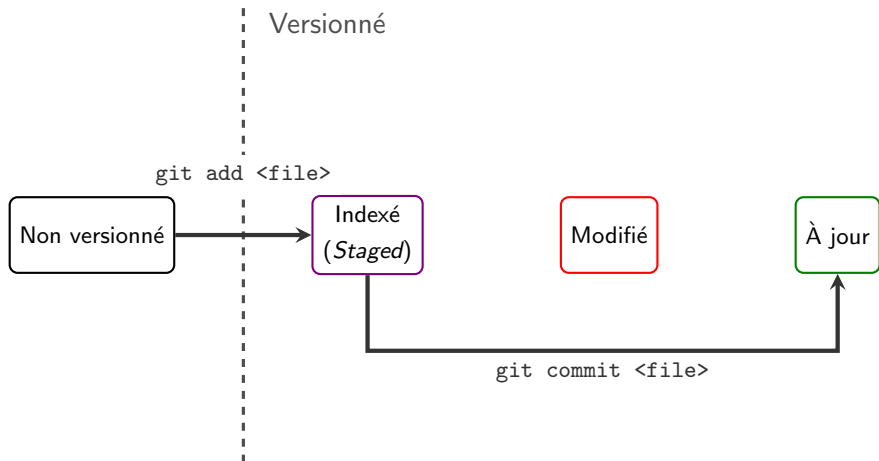 Versionné
git add <file>
Non versionné
Indexé
(Staged)
Modifié
À jour
git commit <file>